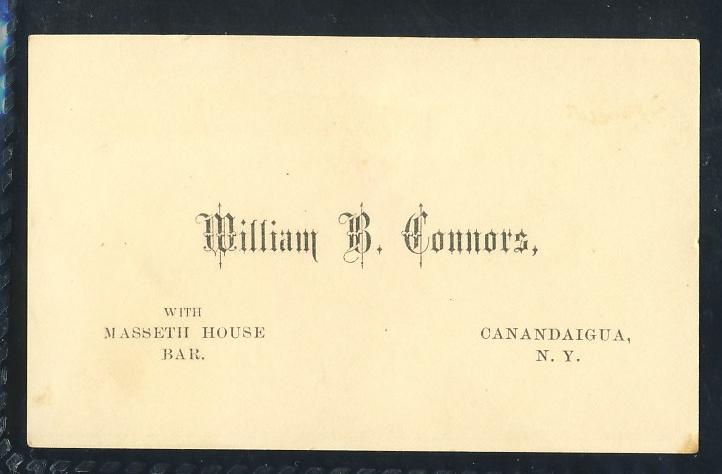 William B. Connors,
WITH
MASSETH HOUSE
BAR.
CANANDAIGUA,
N. Y.